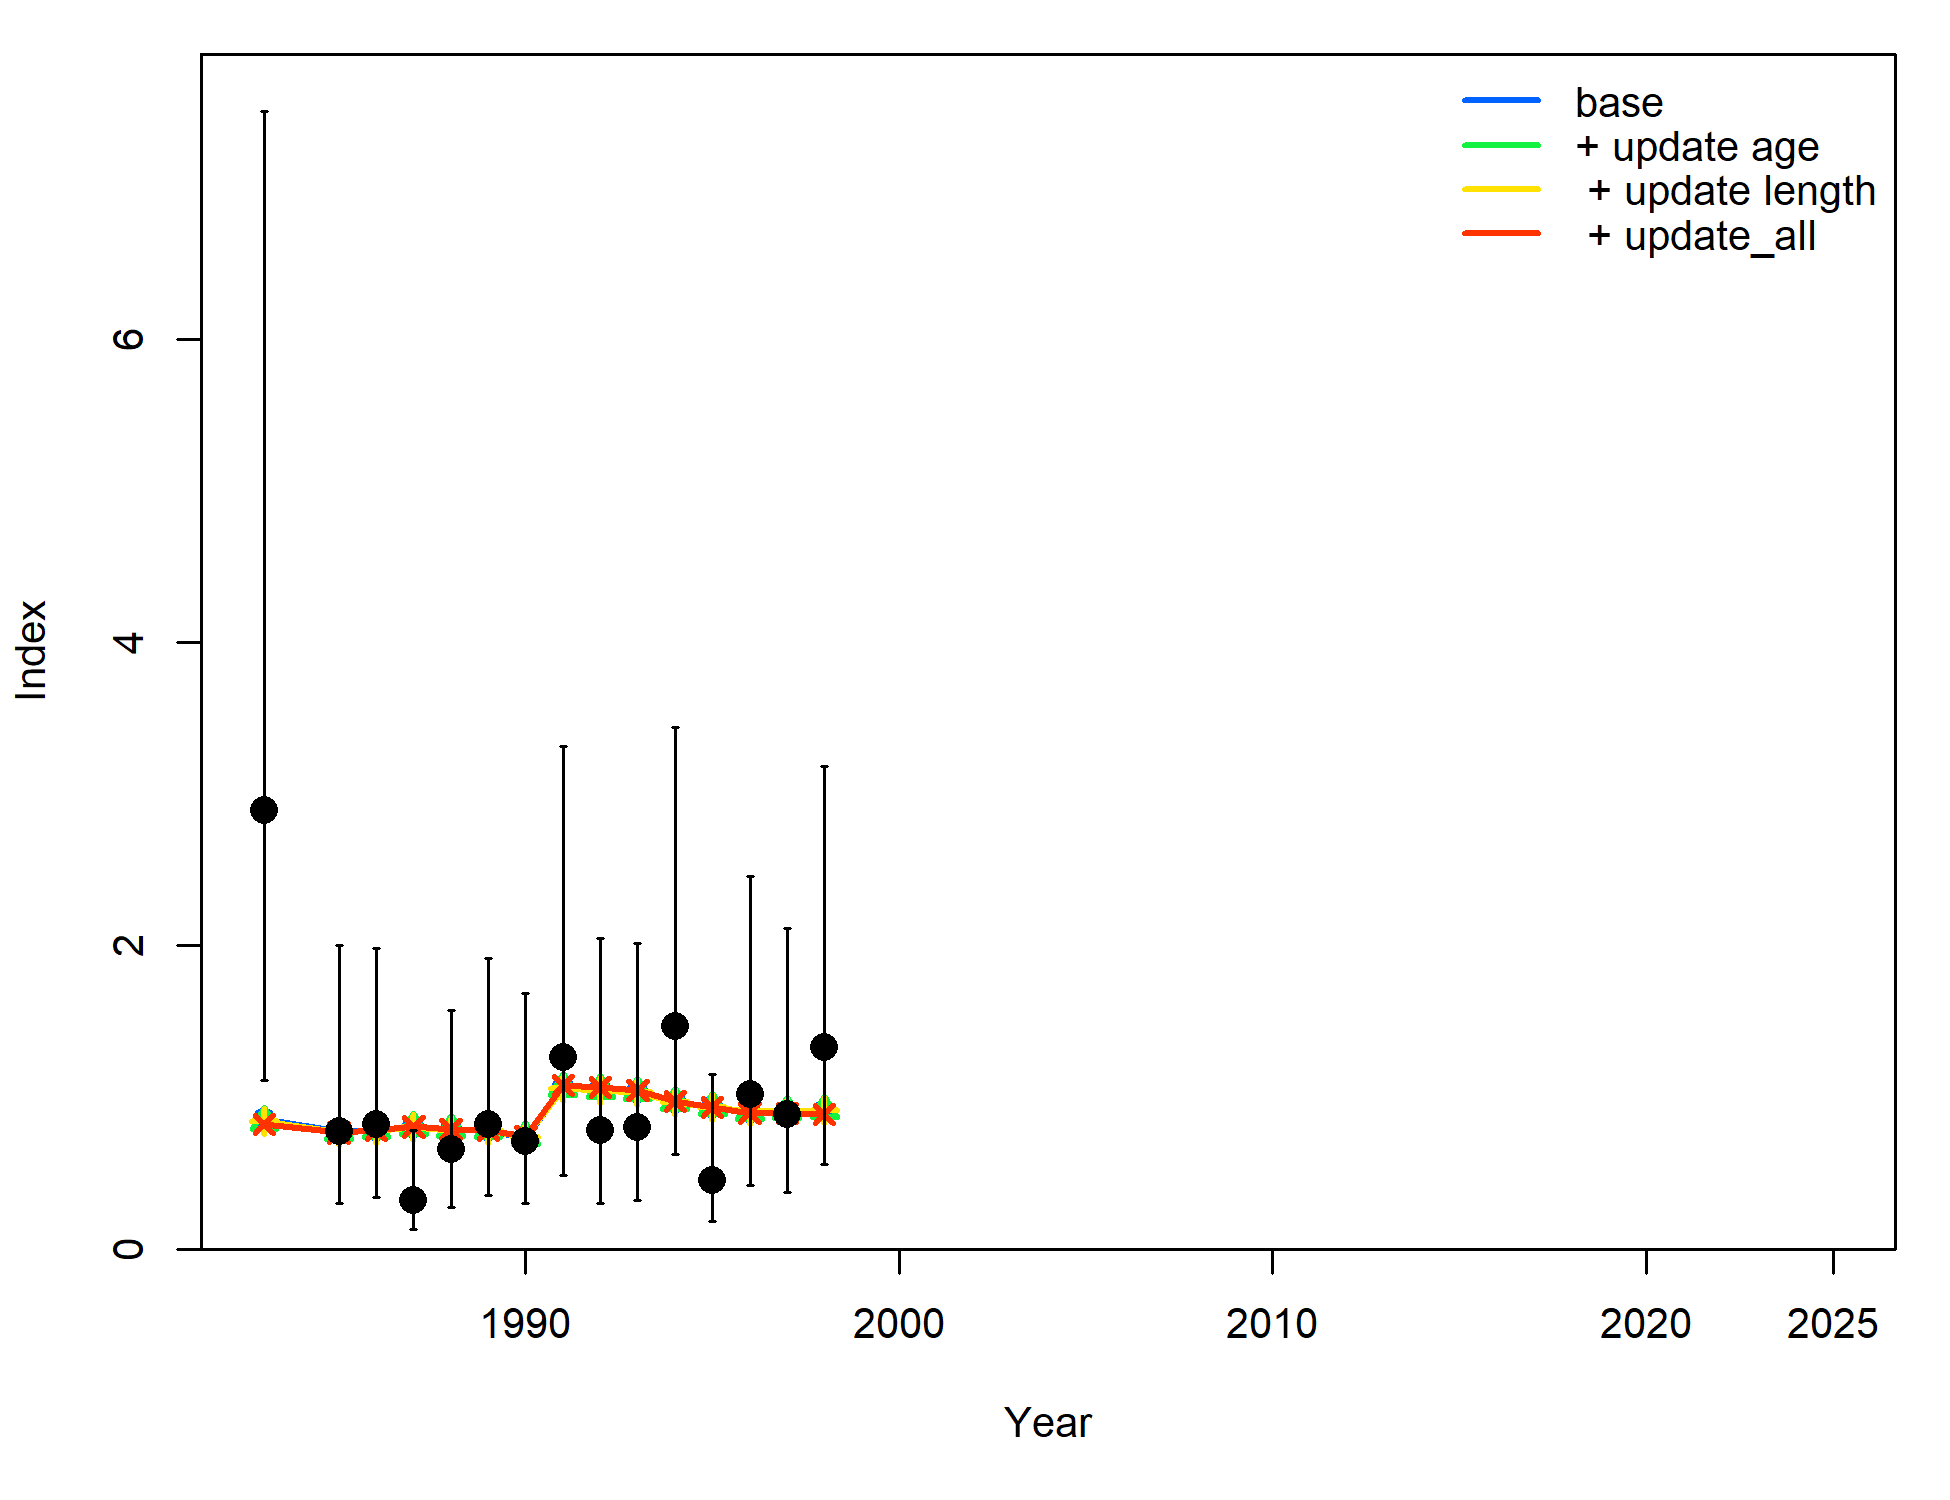 base
+ update age
+ update length
+ update_all
6
4
2
0
Index
1990
2000
2010
2020
2025
Year